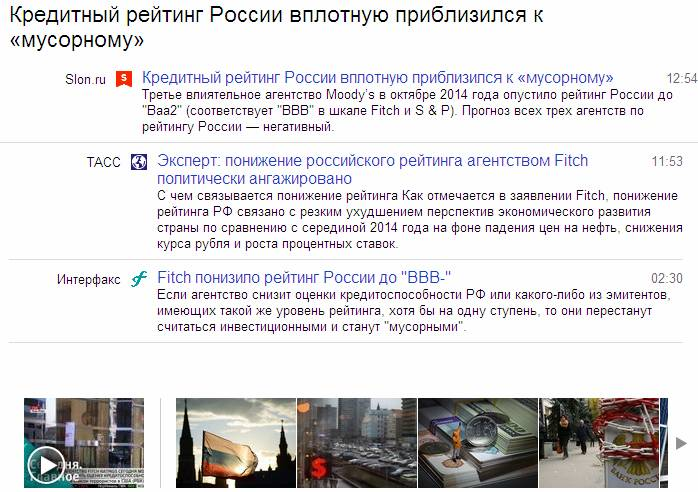 Кредитный рейтинг России вплотную приблизился к
«мусорному»
Slon.ru
Кредитный рейтинг России вплотную приблизился к «мусорному»
12:54
Третье влиятельное агентство Moody's в октябре 2014 года опустило рейтинг России до
"Baa2" (соответствует "BBB" в шкале Fitch и S & P). Прогноз всех трех агентств по
рейтингу России — негативный.
ТАСС
Эксперт: понижение российского рейтинга агентством Fitch
11:53
политически ангажировано
С чем связывается понижение рейтинга Как отмечается в заявлении Fitch, понижение
рейтинга РФ связано с резким ухудшением перспектив экономического развития
страны по сравнению с серединой 2014 года на фоне падения цен на нефть, снижения
курса рубля и роста процентных ставок.
Интерфакс
Fitch понизило рейтинг России до "BBB-"
02:30
Если агентство снизит оценки кредитоспособности РФ или какого-либо из эмитентов,
имеющих такой же уровень рейтинга, хотя бы на одну ступень, то они перестанут
считаться инвестиционными и станут "мусорными".
Сегодня.
Главное